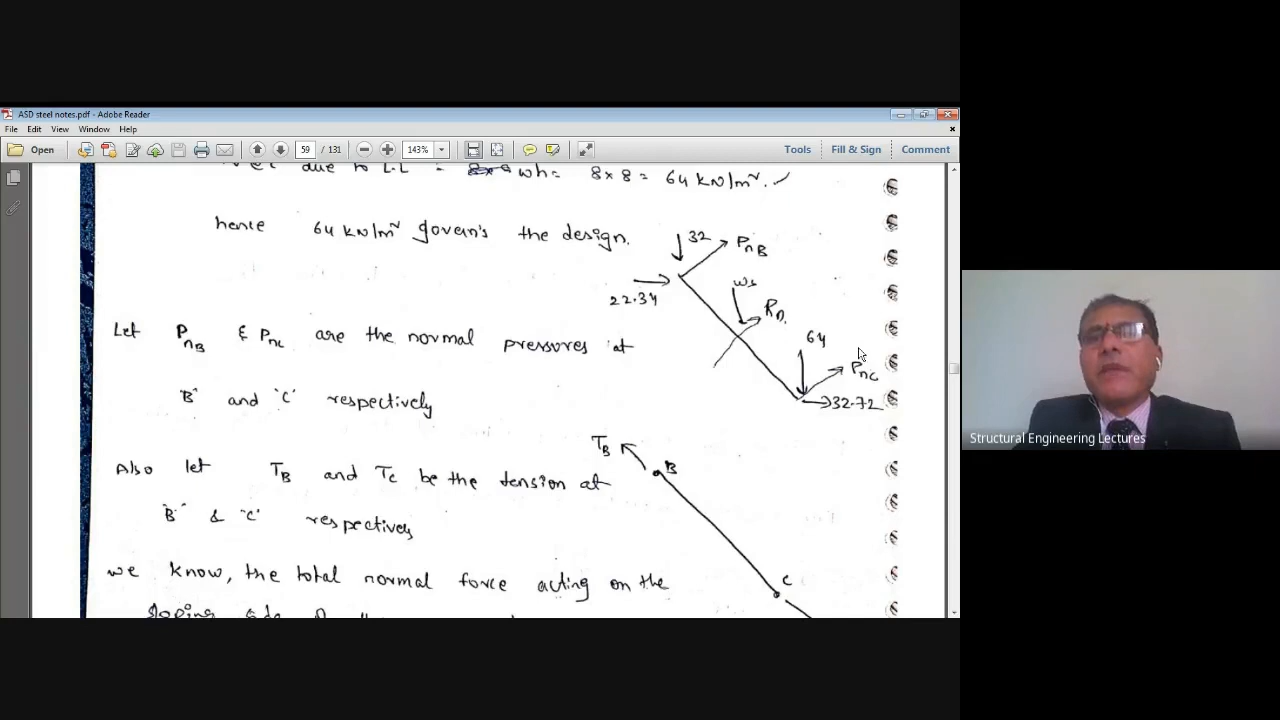 ASD steel notes.pdf - Adobe Reader
File Edit View Window Help
Open 59 / 131 143% Tools Fill & Sign Comment
due to L.L = wh = 8 x 8 = 64 kN/m²
hence 64 kN/m² governs the design.
32 PnB
22.34
Ws Rn
64
Pnc
32.72
Let PnB & Pnc are the normal pressures at
"B" and "C" respectively
TB B
Also let TB and Tc be the tension at
"B" & "C" respectively
C
we know, the total normal force acting on the
sloping
Structural Engineering Lectures